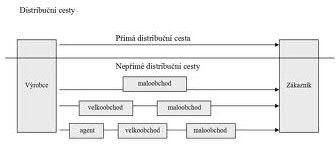 Distribuční cesty
Přímá distribuční cesta
Nepřímé distribuční cesty
Výrobce
maloobchod
Zákazník
velkoobchod maloobchod
agent velkoobchod maloobchod